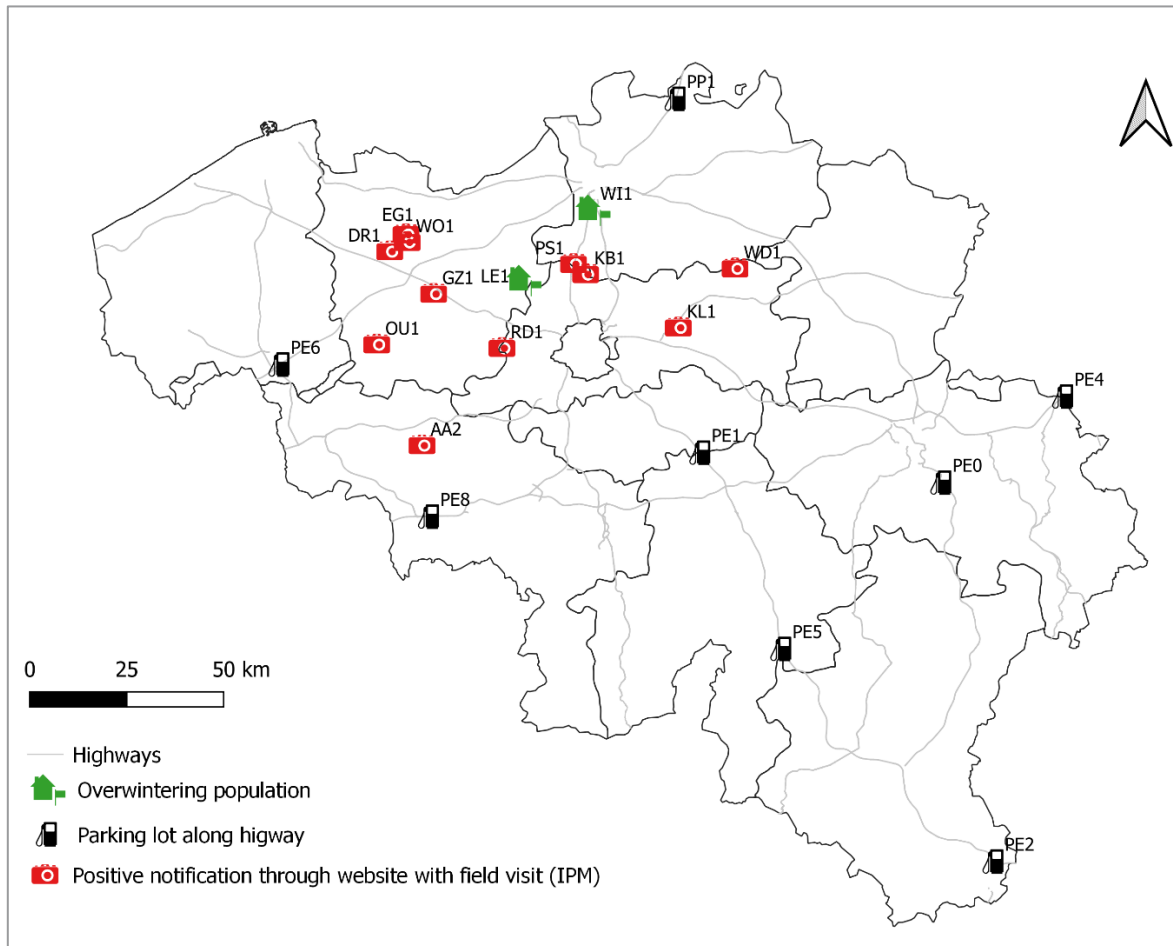 PP1
WI1
EG1
WO1
DR1
PS1
KB1
WD1
LE1
GZ1
KL1
OU1
RD1
PE6
PE4
AA2
PE1
PE0
PE8
PE5
0 25 50 km
Highways
Overwintering population
Parking lot along higway
PE2
Positive notification through website with field visit (IPM)